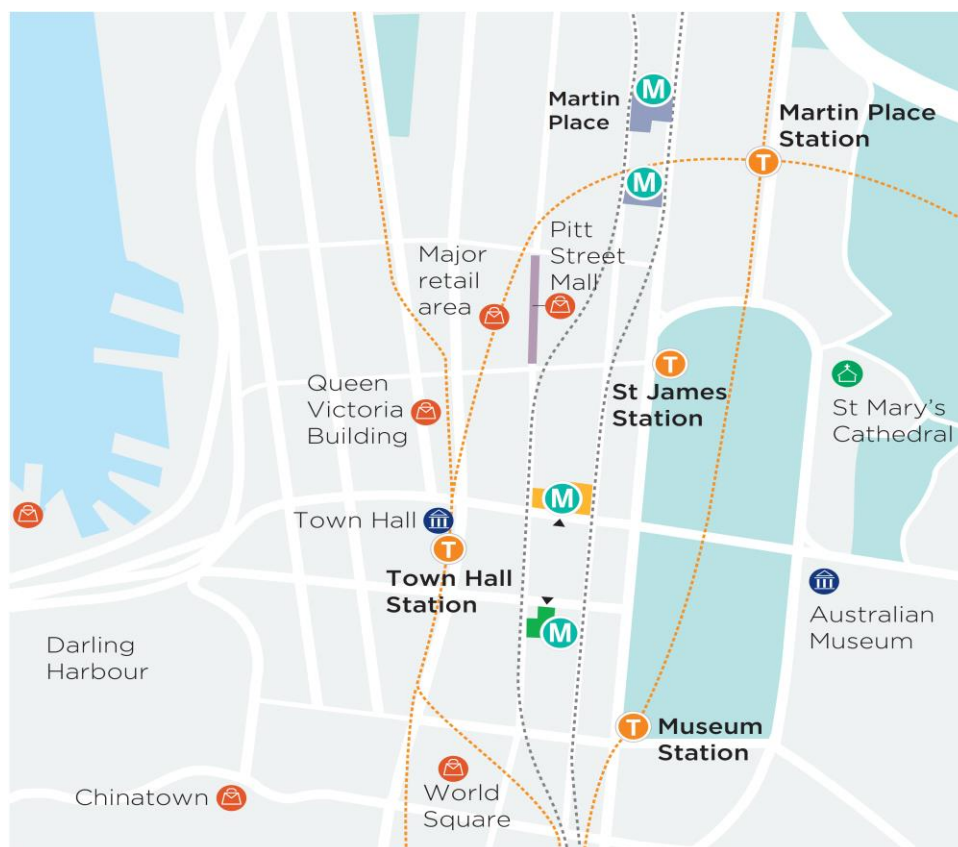 M
Martin
Place
Martin Place
Station
T
M
Pitt
Street
Mall
Major
retail
area
T
St James
Station
Queen
Victoria
Building
St Mary's
Cathedral
M
Town Hall
T
Town Hall
Station
M
Australian
Museum
Darling
Harbour
T
Museum
Station
Chinatown
World
Square